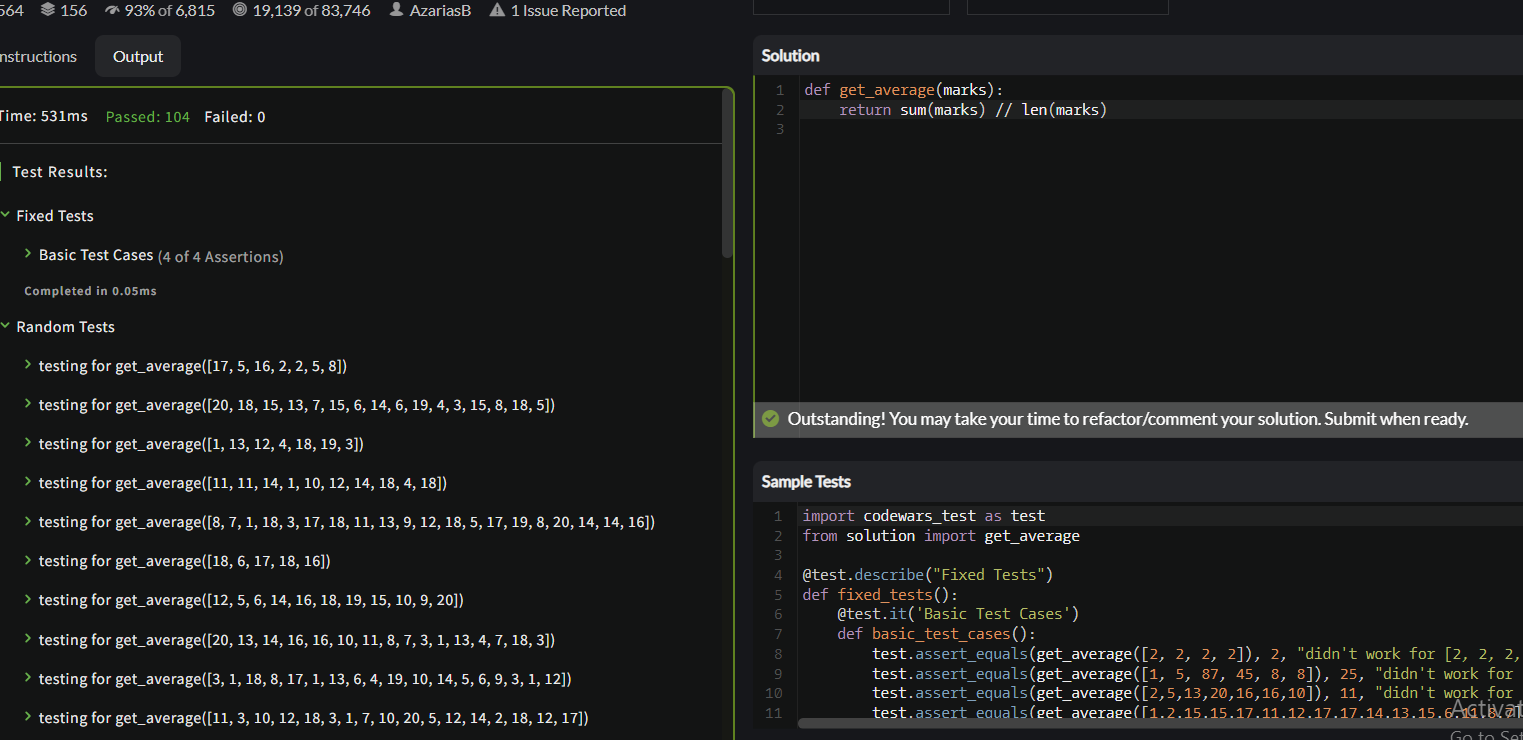 564 156 93% of 6,815 19,139 of 83,746 AzariasB 1 Issue Reported
nstructions Output
Time: 531ms Passed: 104 Failed: 0
Test Results:
Fixed Tests
Basic Test Cases (4 of 4 Assertions)
Completed in 0.05ms
Random Tests
testing for get_average([17, 5, 16, 2, 2, 5, 8])
testing for get_average([20, 18, 15, 13, 7, 15, 6, 14, 6, 19, 4, 3, 15, 8, 18, 5])
testing for get_average([1, 13, 12, 4, 18, 19, 3])
testing for get_average([11, 11, 14, 1, 10, 12, 14, 18, 4, 18])
testing for get_average([8, 7, 1, 18, 3, 17, 18, 11, 13, 9, 12, 18, 5, 17, 19, 8, 20, 14, 14, 16])
testing for get_average([18, 6, 17, 18, 16])
testing for get_average([12, 5, 6, 14, 16, 18, 19, 15, 10, 9, 20])
testing for get_average([20, 13, 14, 16, 16, 10, 11, 8, 7, 3, 1, 13, 4, 7, 18, 3])
testing for get_average([3, 1, 18, 8, 17, 1, 13, 6, 4, 19, 10, 14, 5, 6, 9, 3, 1, 12])
testing for get_average([11, 3, 10, 12, 18, 3, 1, 7, 10, 20, 5, 12, 14, 2, 18, 12, 17])
Solution
1 def get_average(marks):
2 return sum(marks) // len(marks)
3
Outstanding! You may take your time to refactor/comment your solution. Submit when ready.
Sample Tests
1 import codewars_test as test
2 from solution import get_average
3
4 @test.describe("Fixed Tests")
5 def fixed_tests():
6 @test.it('Basic Test Cases')
7 def basic_test_cases():
8 test.assert_equals(get_average([2, 2, 2, 2]), 2, "didn't work for [2, 2, 2,
9 test.assert_equals(get_average([1, 5, 87, 45, 8, 8]), 25, "didn't work for
10 test.assert_equals(get_average([2,5,13,20,16,16,10]), 11, "didn't work for
11 test.assert_equals(get_average([1,2,15,15,17,11,12,17,17,14,13,15,6,11,8,7
Activat
Go to Set